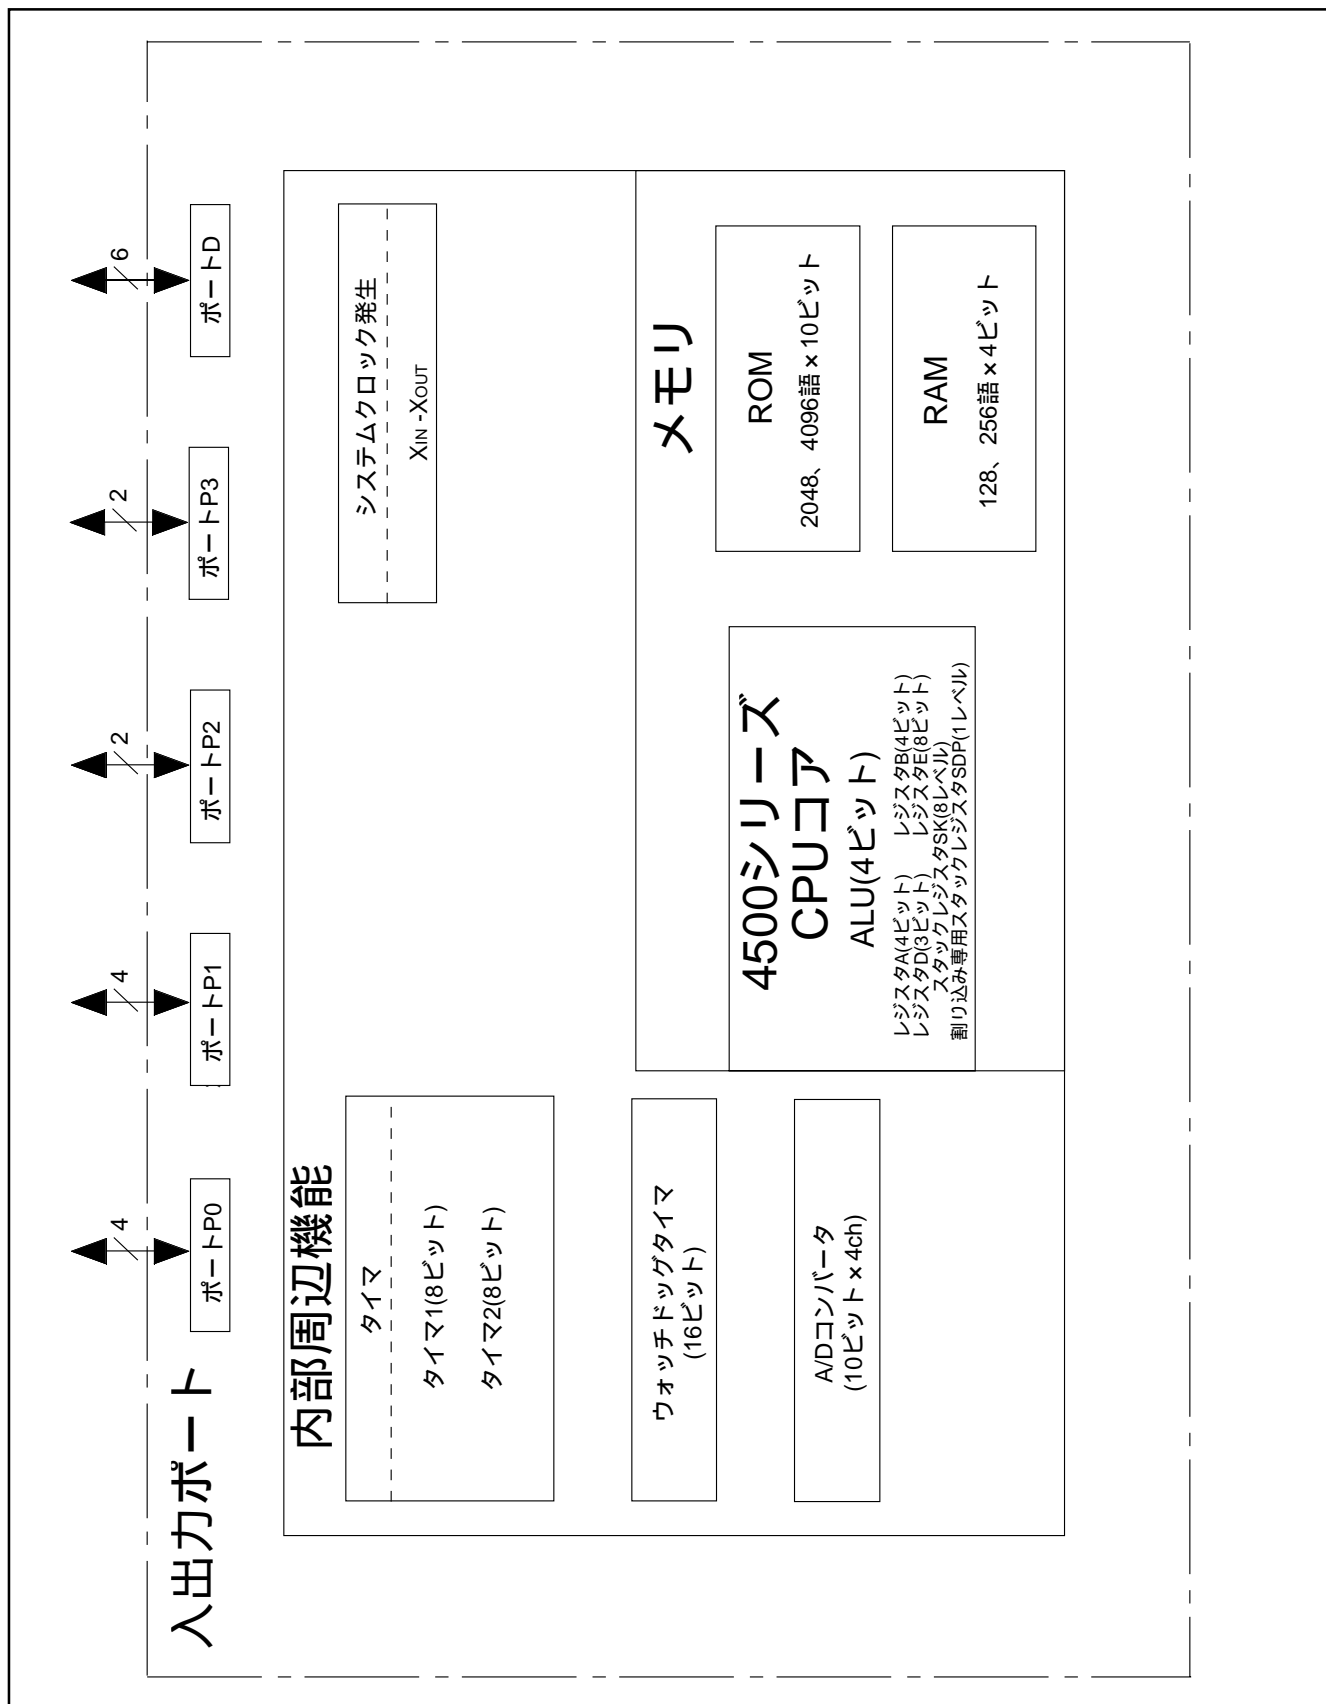 入出力ポート
4
4
2
2
6
ポートP0
ポートP1
ポートP2
ポートP3
ポートD
内部周辺機能
タイマ
タイマ1(8ビット)
タイマ2(8ビット)
システムクロック発生
XIN -XOUT
ウォッチドッグタイマ
(16ビット)
A/Dコンバータ
(10ビット×4ch)
4500シリーズ
CPUコア
ALU(4ビット)
レジスタA(4ビット) レジスタB(4ビット)
レジスタD(3ビット) レジスタE(8ビット)
スタックレジスタSK(8レベル)
割り込み専用スタックレジスタSDP(1レベル)
メモリ
ROM
2048、4096語×10ビット
RAM
128、256語×4ビット